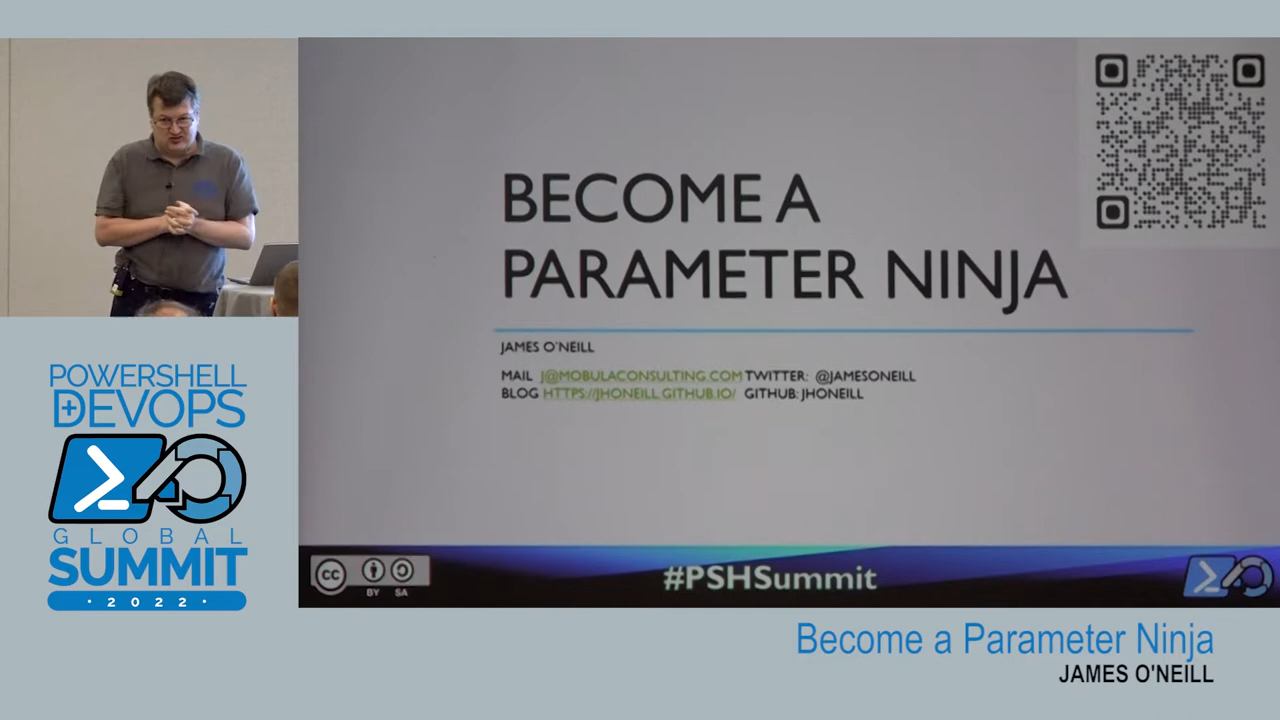 BECOME A
PARAMETER NINJA
JAMES O'NEILL
MAIL J@MOBULACONSULTING.COM TWITTER: @JAMESONEILL
BLOG HTTPS://JHONEILL.GITHUB.IO/ GITHUB: JHONEILL
cc BY SA
#PSHSummit
POWERSHELL
+DEVOPS
GLOBAL
SUMMIT
· 2022 ·
Become a Parameter Ninja
JAMES O'NEILL